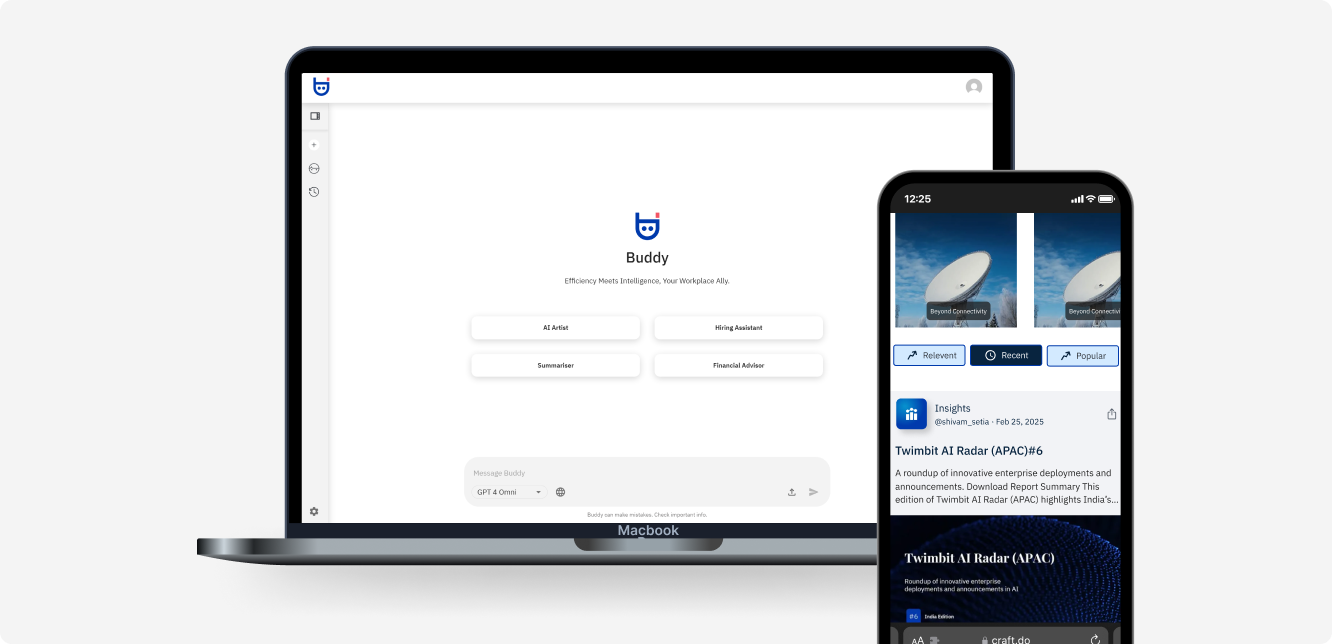 Buddy
Efficiency Meets Intelligence, Your Workplace Ally.
AI Artist
Hiring Assistant
Summariser
Financial Advisor
Message Buddy
GPT 4 Omni
Buddy can make mistakes. Check important info.
Macbook
12:25
Beyond Connectivity
Beyond Connectivi
Relevent
Recent
Popular
Insights
@shivam_setia · Feb 25, 2025
Twimbit AI Radar (APAC)#6
A roundup of innovative enterprise deployments and
announcements. Download Report Summary This
edition of Twimbit AI Radar (APAC) highlights India's...
Twimbit AI Radar (APAC)
Roundup of innovative enterprise
deployments and announcements in AI
#6 India Edition
AA
craft.do